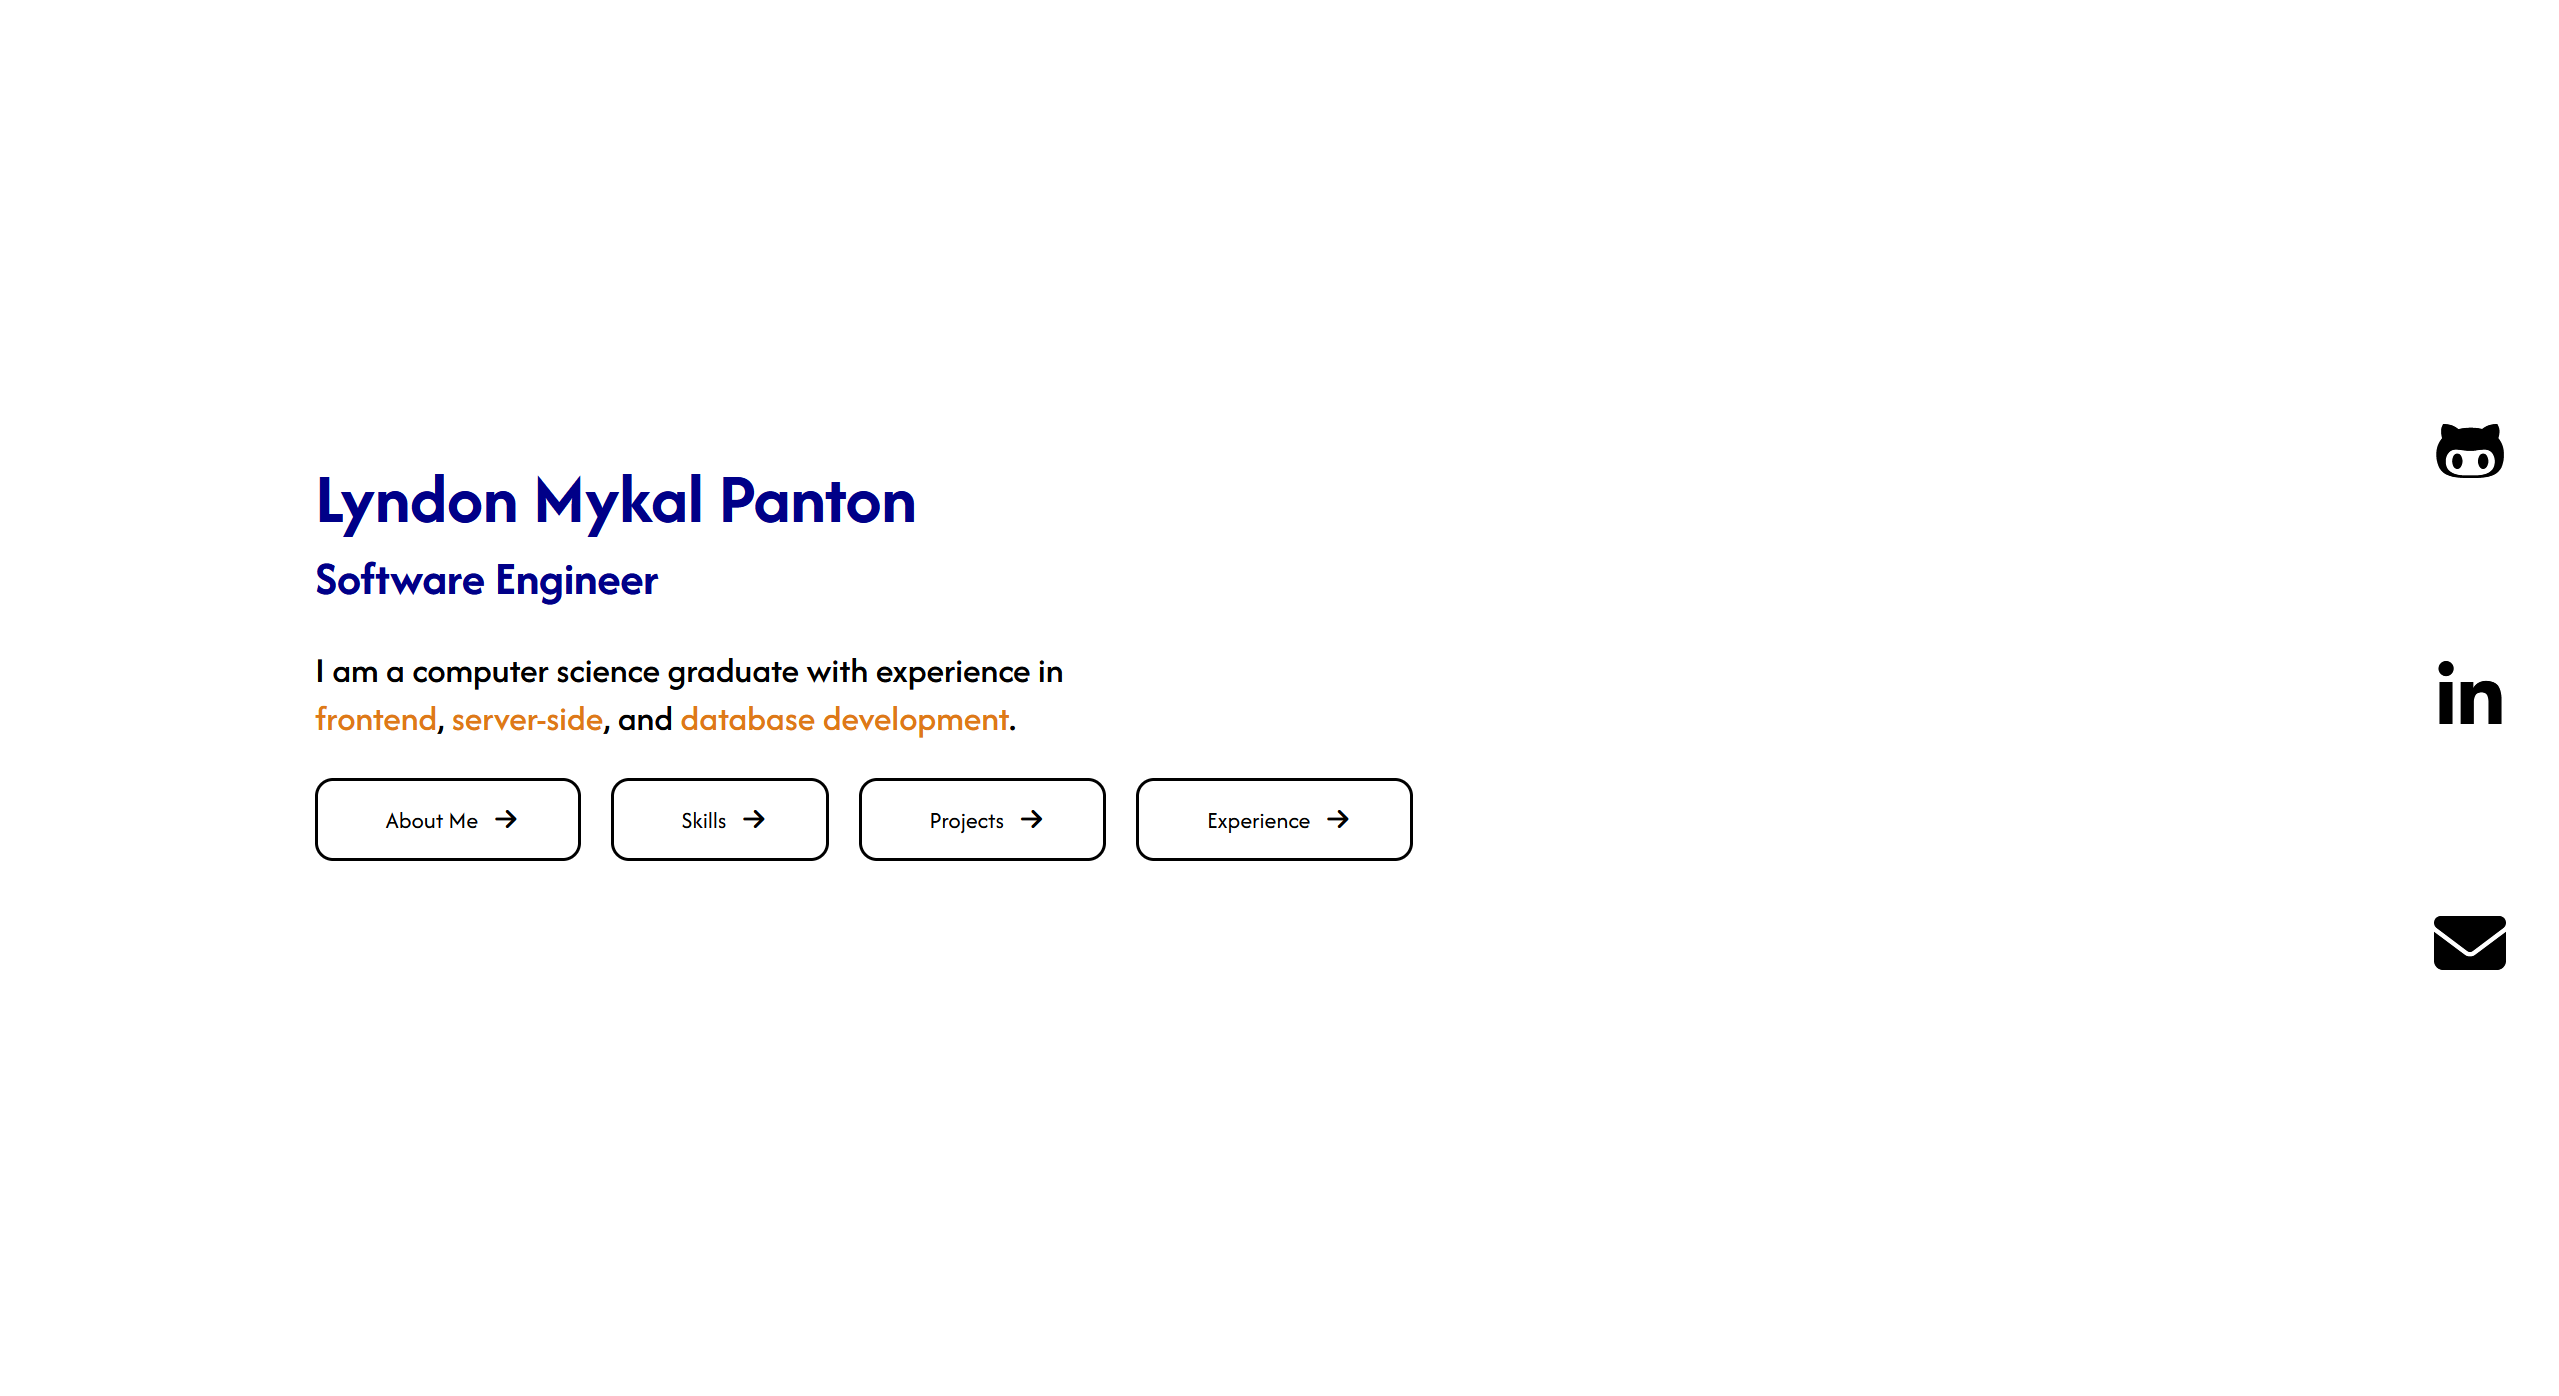 Lyndon Mykal Panton
Software Engineer
I am a computer science graduate with experience in
frontend, server-side, and database development.
About Me
Skills
Projects
Experience
in